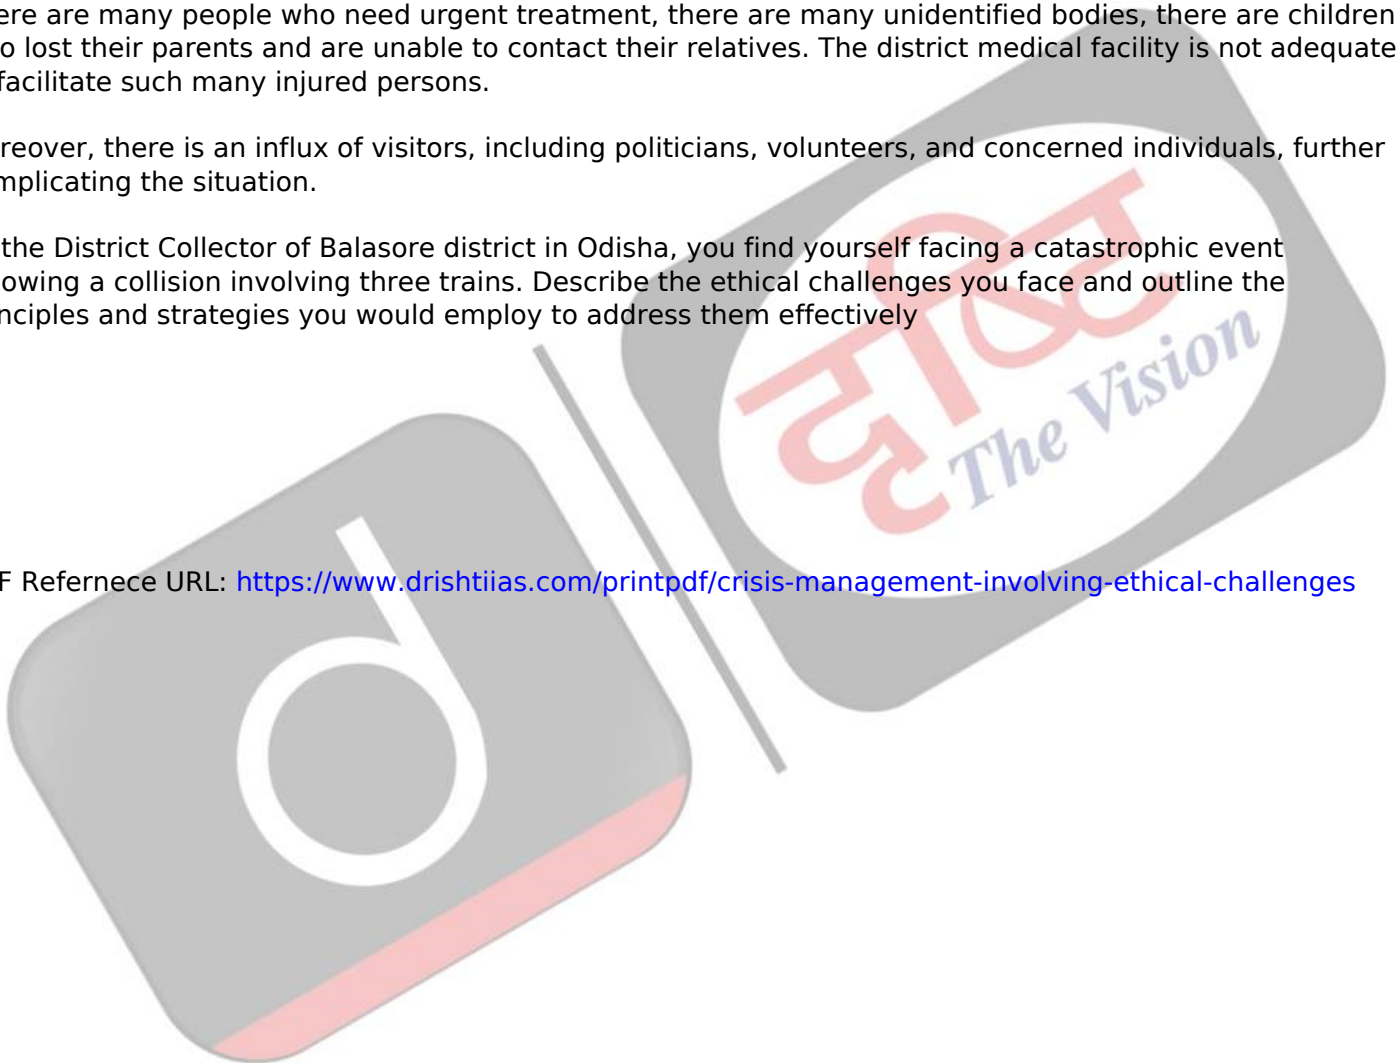 ere are many people who need urgent treatment, there are many unidentified bodies, there are children
o lost their parents and are unable to contact their relatives. The district medical facility is not adequate
facilitate such many injured persons.
reover, there is an influx of visitors, including politicians, volunteers, and concerned individuals, further
mplicating the situation.
the District Collector of Balasore district in Odisha, you find yourself facing a catastrophic event
owing a collision involving three trains. Describe the ethical challenges you face and outline the
nciples and strategies you would employ to address them effectively
दृष्टि
The Vision
F Refernece URL: https://www.drishtiias.com/printpdf/crisis-management-involving-ethical-challenges
d